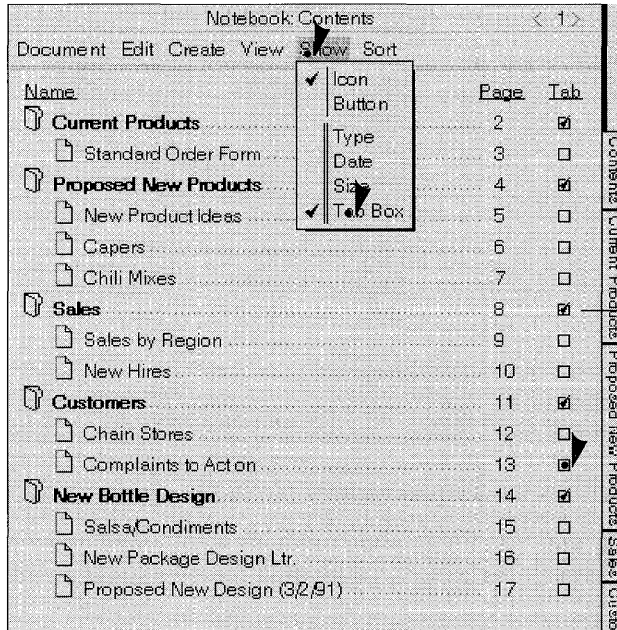 Notebook: Contents < 1 >
Document Edit Create View Show Sort
Icon
Button
Type
Date
Size
Tab Box
Name Page Tab
Current Products 2
Standard Order Form 3
Proposed New Products 4
New Product Ideas 5
Capers 6
Chili Mixes 7
Sales 8
Sales by Region 9
New Hires 10
Customers 11
Chain Stores 12
Complaints to Act on 13
New Bottle Design 14
Salsa/Condiments 15
New Package Design Ltr. 16
Proposed New Design (3/2/91) 17
Contents
Current Products
Proposed New Products
Sales
Custo